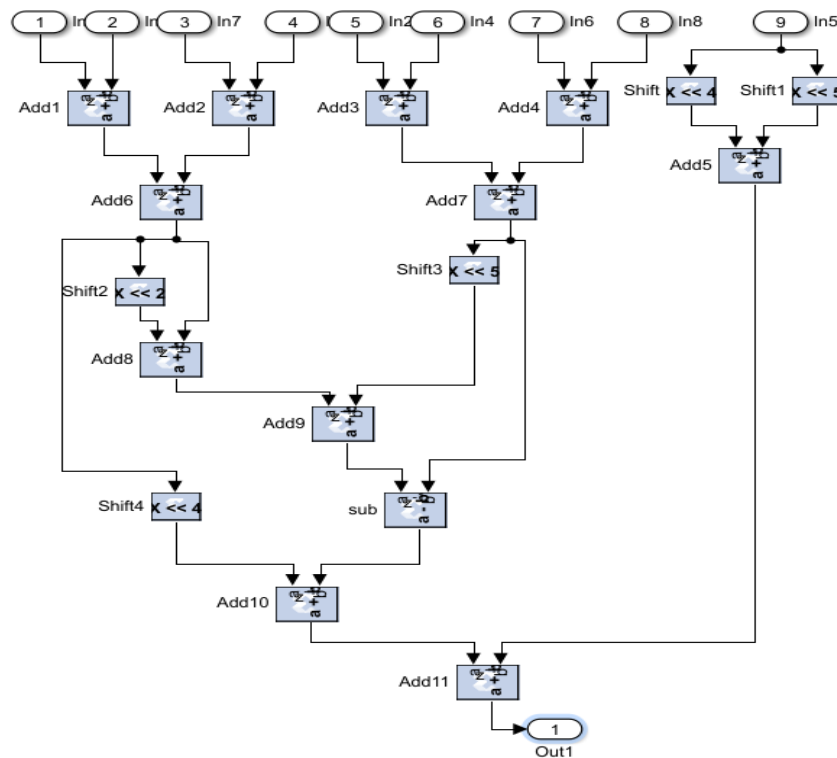 1 In 2 In 3 In7 4 5 In2 6 In4 7 In6 8 In8 9 In5
Add1 a b a + b Add2 a b a + b Add3 a b a + b Add4 a b a + b Shift X << 4 Shift1 X << 5
Add5 a b a + b
Add6 a b a + b Add7 a b a + b
Shift2 X << 2 Shift3 X << 5
Add8 a b a + b
Add9 a b a + b
Shift4 X << 4 sub a b a - b
Add10 a b a + b
Add11 a b a + b
1
Out1